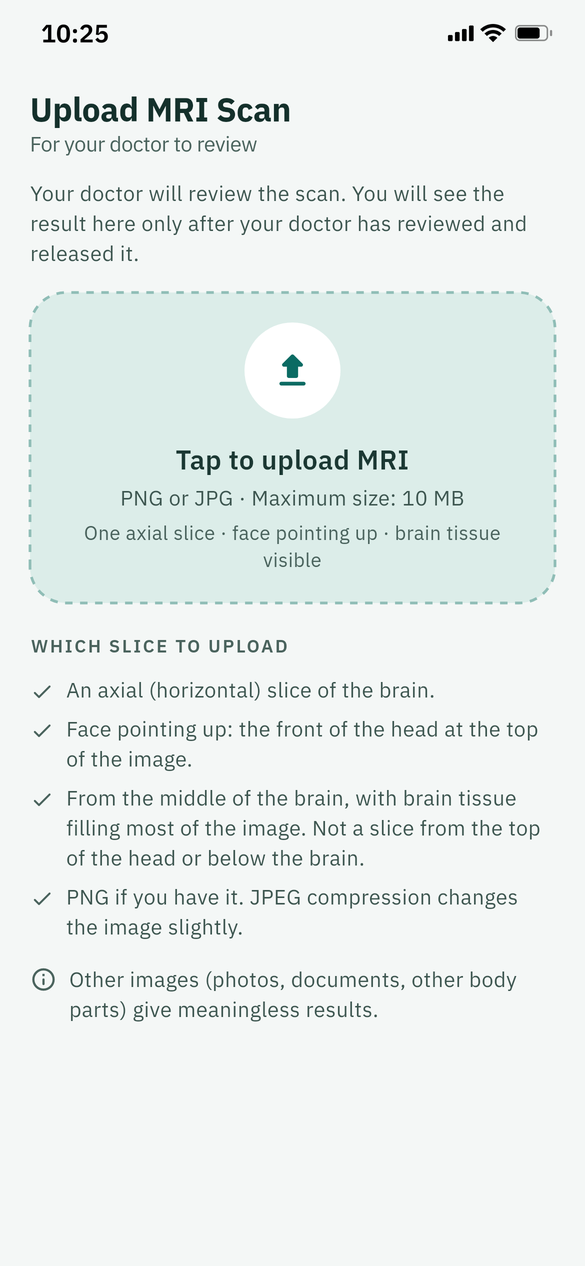 10:25
Upload MRI Scan
For your doctor to review
Your doctor will review the scan. You will see the
result here only after your doctor has reviewed and
released it.
Tap to upload MRI
PNG or JPG · Maximum size: 10 MB
One axial slice · face pointing up · brain tissue
visible
WHICH SLICE TO UPLOAD
An axial (horizontal) slice of the brain.
Face pointing up: the front of the head at the top
of the image.
From the middle of the brain, with brain tissue
filling most of the image. Not a slice from the top
of the head or below the brain.
PNG if you have it. JPEG compression changes
the image slightly.
Other images (photos, documents, other body
parts) give meaningless results.